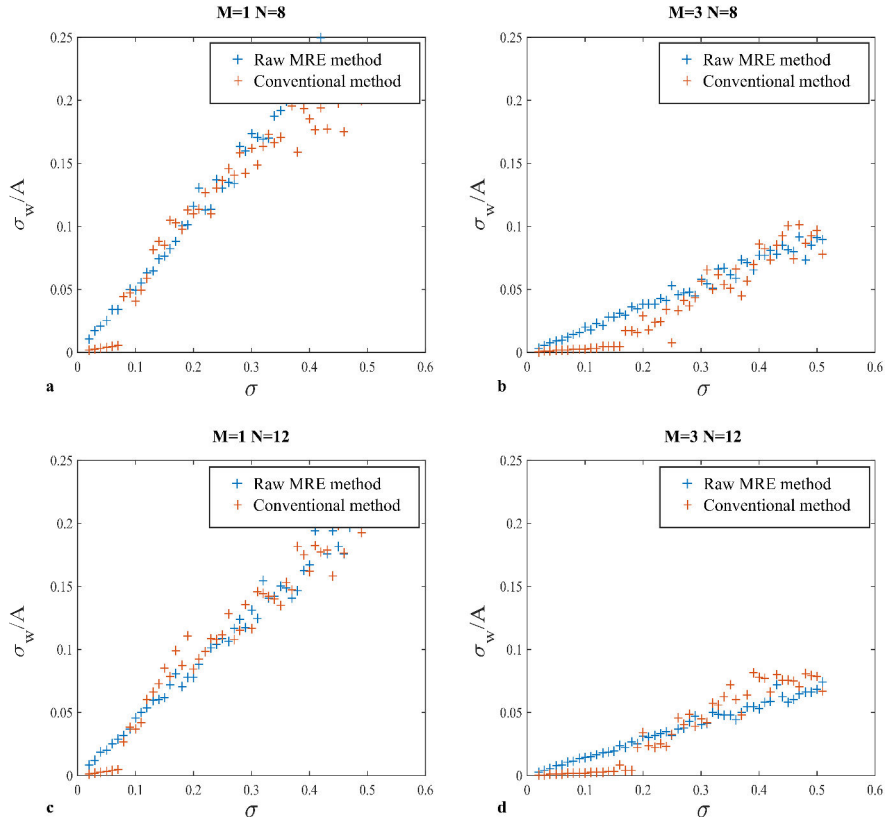 M=1 N=8
0.25
0.2
0.15
0.1
0.05
0
σw/A
Raw MRE method
Conventional method
0 0.1 0.2 0.3 0.4 0.5 0.6
a
σ
M=3 N=8
0.25
0.2
0.15
0.1
0.05
0
σw/A
Raw MRE method
Conventional method
0 0.1 0.2 0.3 0.4 0.5 0.6
b
σ
M=1 N=12
0.25
0.2
0.15
0.1
0.05
0
σw/A
Raw MRE method
Conventional method
0 0.1 0.2 0.3 0.4 0.5 0.6
c
σ
M=3 N=12
0.25
0.2
0.15
0.1
0.05
0
σw/A
Raw MRE method
Conventional method
0 0.1 0.2 0.3 0.4 0.5 0.6
d
σ